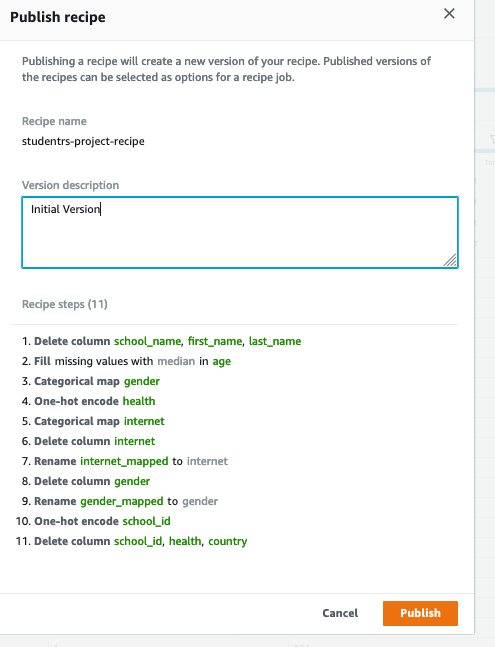 Publish recipe
Publishing a recipe will create a new version of your recipe. Published versions of
the recipes can be selected as options for a recipe job.
Recipe name
studentrs-project-recipe
Version description
Initial Version
Recipe steps (11)
1. Delete column school_name, first_name, last_name
2. Fill missing values with median in age
3. Categorical map gender
4. One-hot encode health
5. Categorical map internet
6. Delete column internet
7. Rename internet_mapped to internet
8. Delete column gender
9. Rename gender_mapped to gender
10. One-hot encode school_id
11. Delete column school_id, health, country
Cancel Publish